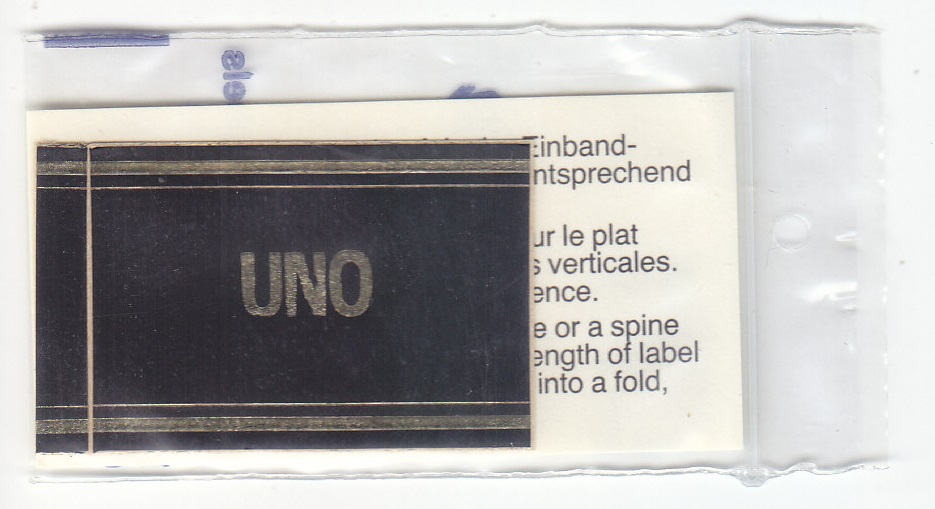 Einband-
ntsprechend
UNO
ur le plat
s verticales.
ence.
e or a spine
ength of label
into a fold,